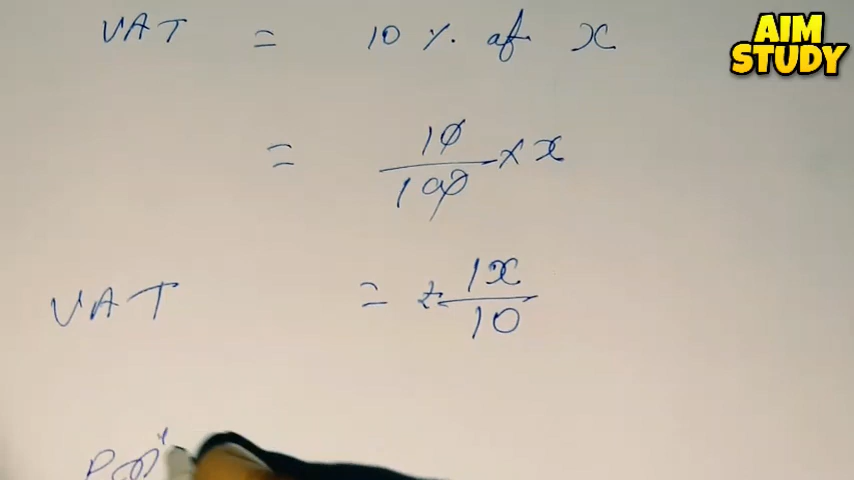 AIM
STUDY
VAT = 10 %. of x
= 10/100 × x
VAT = 1x/10